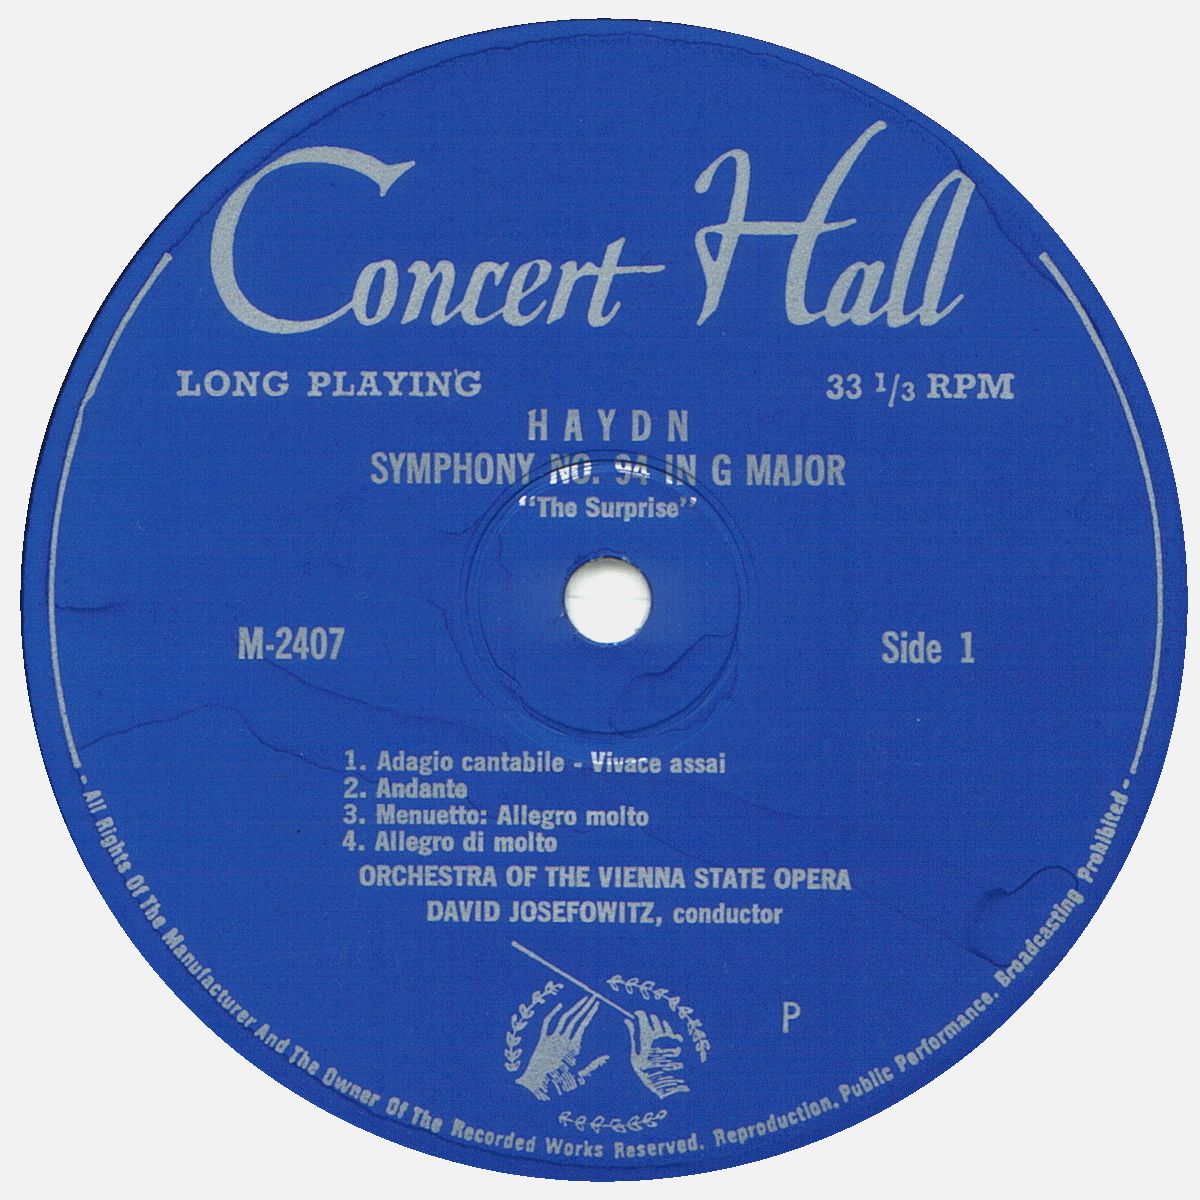 Concert Hall
LONG PLAYING
33 1/3 RPM
HAYDN
SYMPHONY NO. 94 IN G MAJOR
"The Surprise"
M-2407
Side 1
1. Adagio cantabile - Vivace assai
2. Andante
3. Menuetto: Allegro molto
4. Allegro di molto
ORCHESTRA OF THE VIENNA STATE OPERA
DAVID JOSEFOWITZ, conductor
P
- All Rights Of The Manufacturer And The Owner Of The Recorded Works Reserved. Reproduction, Public Performance, Broadcasting Prohibited -